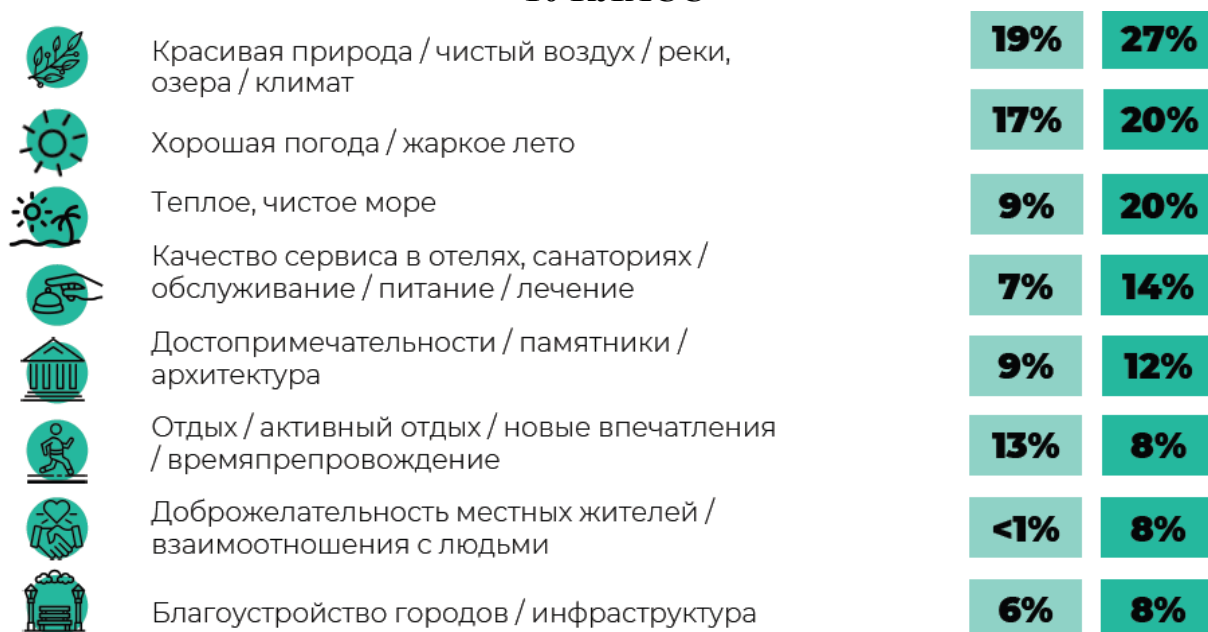 Красивая природа / чистый воздух / реки,
озера / климат
19% 27%
Хорошая погода / жаркое лето
17% 20%
Теплое, чистое море
9% 20%
Качество сервиса в отелях, санаториях /
обслуживание / питание / лечение
7% 14%
Достопримечательности / памятники /
архитектура
9% 12%
Отдых / активный отдых / новые впечатления
/ времяпрепровождение
13% 8%
Доброжелательность местных жителей /
взаимоотношения с людьми
<1% 8%
Благоустройство городов / инфраструктура
6% 8%